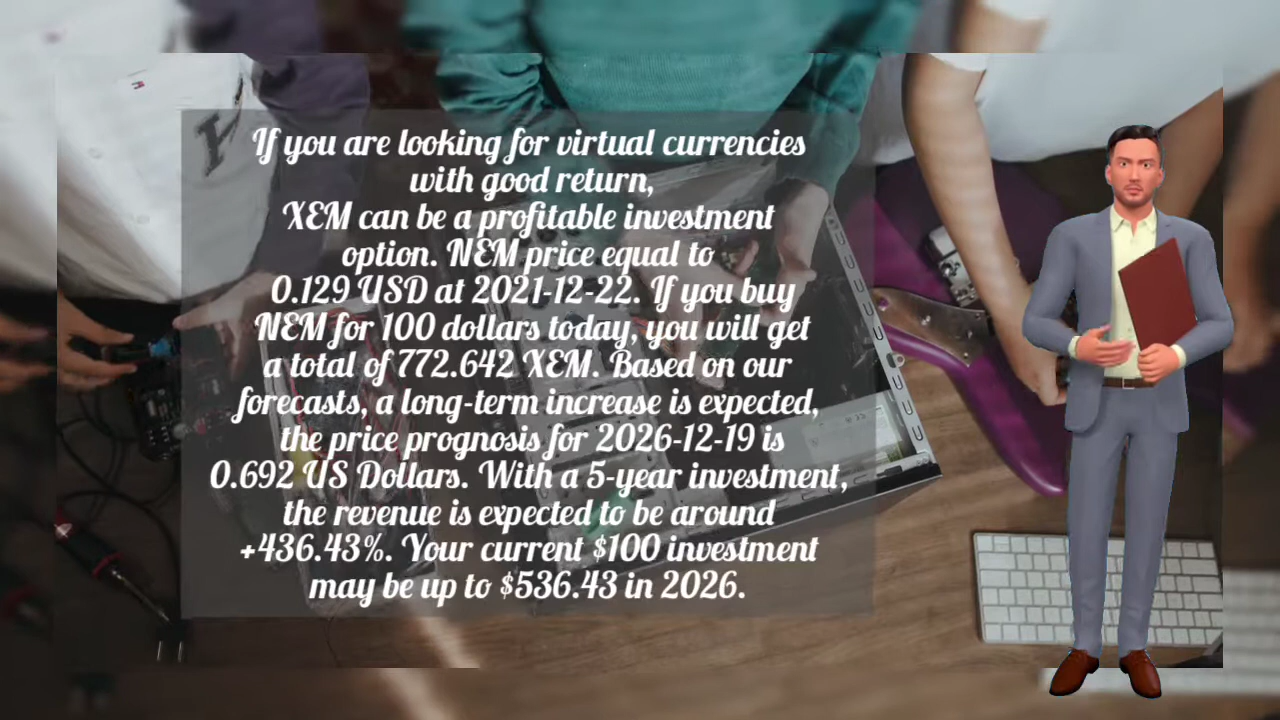 If you are looking for virtual currencies
with good return,
XEM can be a profitable investment
option. NEM price equal to
0.129 USD at 2021-12-22. If you buy
NEM for 100 dollars today, you will get
a total of 772.642 XEM. Based on our
forecasts, a long-term increase is expected,
the price prognosis for 2026-12-19 is
0.692 US Dollars. With a 5-year investment,
the revenue is expected to be around
+436.43%. Your current $100 investment
may be up to $536.43 in 2026.